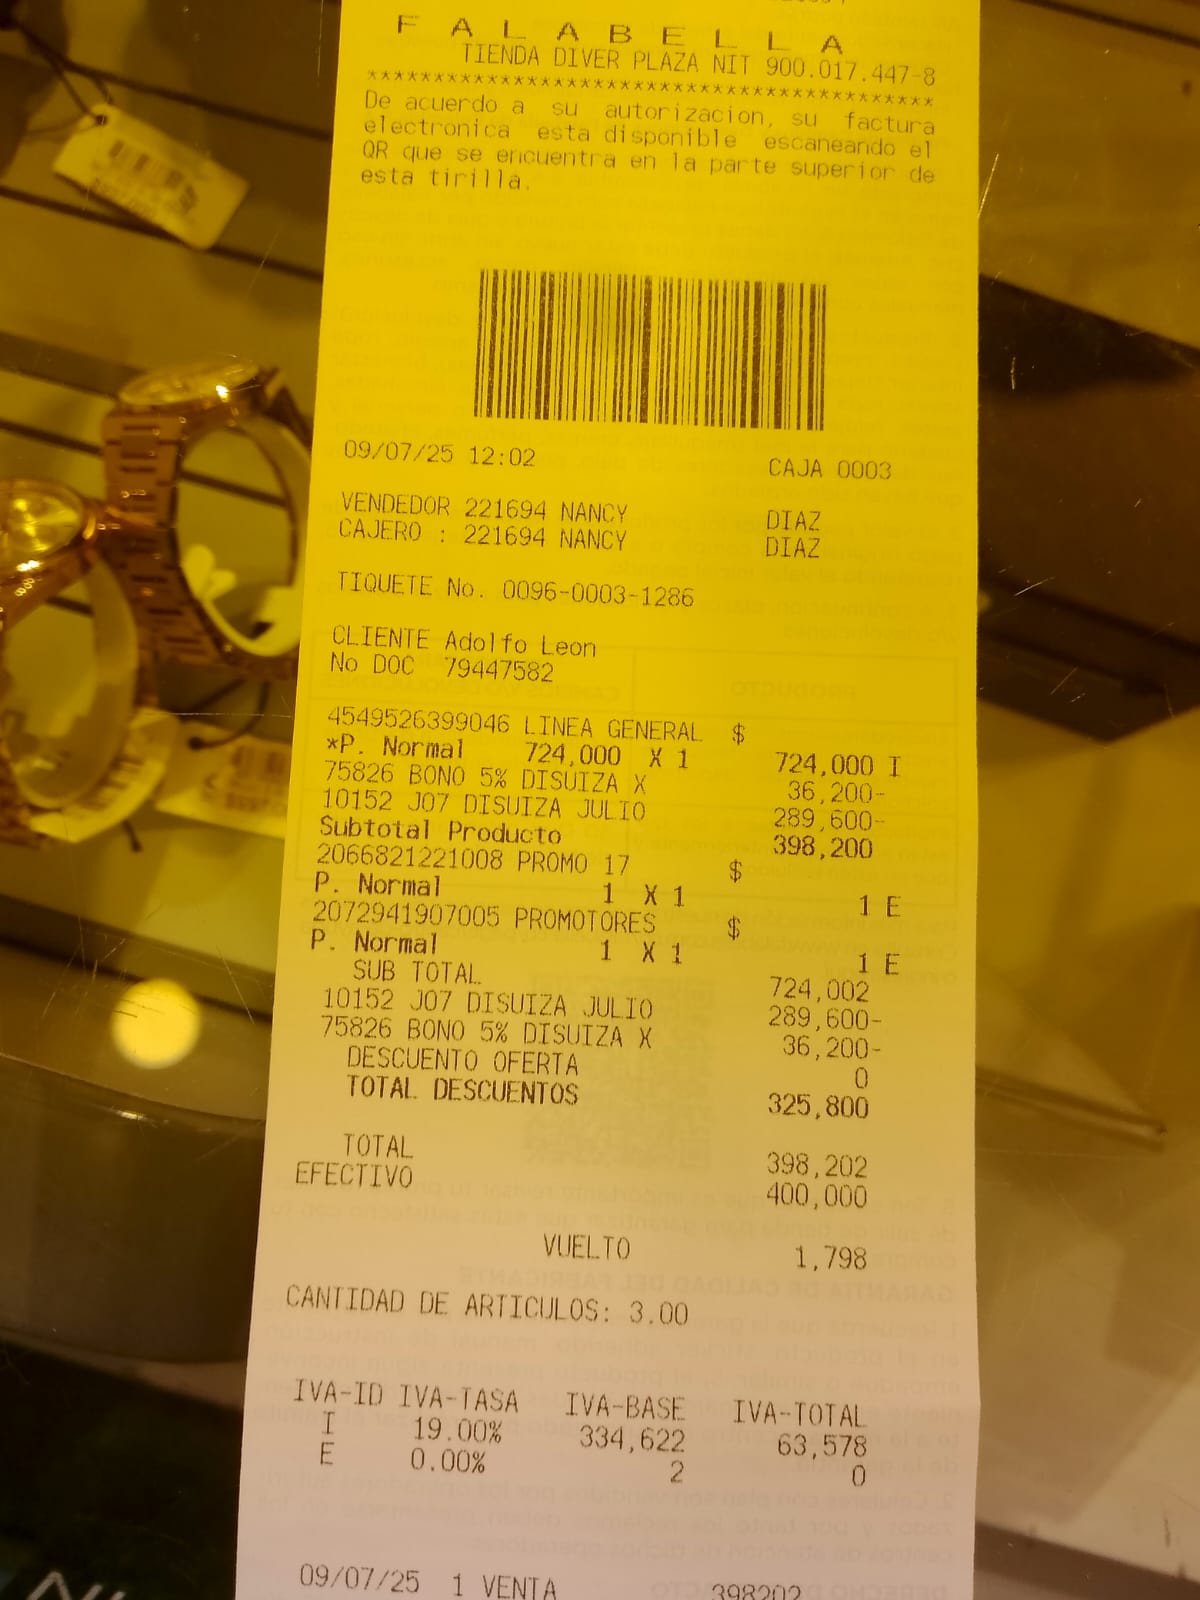 F A L A B E L L A
TIENDA DIVER PLAZA NIT 900.017.447-8
******************************************
De acuerdo a su autorizacion, su factura
electronica esta disponible escaneando el
QR que se encuentra en la parte superior de
esta tirilla.
09/07/25 12:02 CAJA 0003
VENDEDOR 221694 NANCY DIAZ
CAJERO : 221694 NANCY DIAZ
TIQUETE No. 0096-0003-1286
CLIENTE Adolfo Leon
No DOC 79447582
4549526399046 LINEA GENERAL $
*P. Normal 724,000 X 1 724,000 I
75826 BONO 5% DISUIZA X 36,200-
10152 J07 DISUIZA JULIO 289,600-
Subtotal Producto 398,200
2066821221008 PROMO 17 $
P. Normal 1 X 1 1 E
2072941907005 PROMOTORES $
P. Normal 1 X 1 1 E
SUB TOTAL 724,002
10152 J07 DISUIZA JULIO 289,600-
75826 BONO 5% DISUIZA X 36,200-
DESCUENTO OFERTA 0
TOTAL DESCUENTOS 325,800
TOTAL 398,202
EFECTIVO 400,000
VUELTO 1,798
CANTIDAD DE ARTICULOS: 3.00
IVA-ID IVA-TASA IVA-BASE IVA-TOTAL
I 19.00% 334,622 63,578
E 0.00% 2 0
09/07/25 1 VENTA 398202